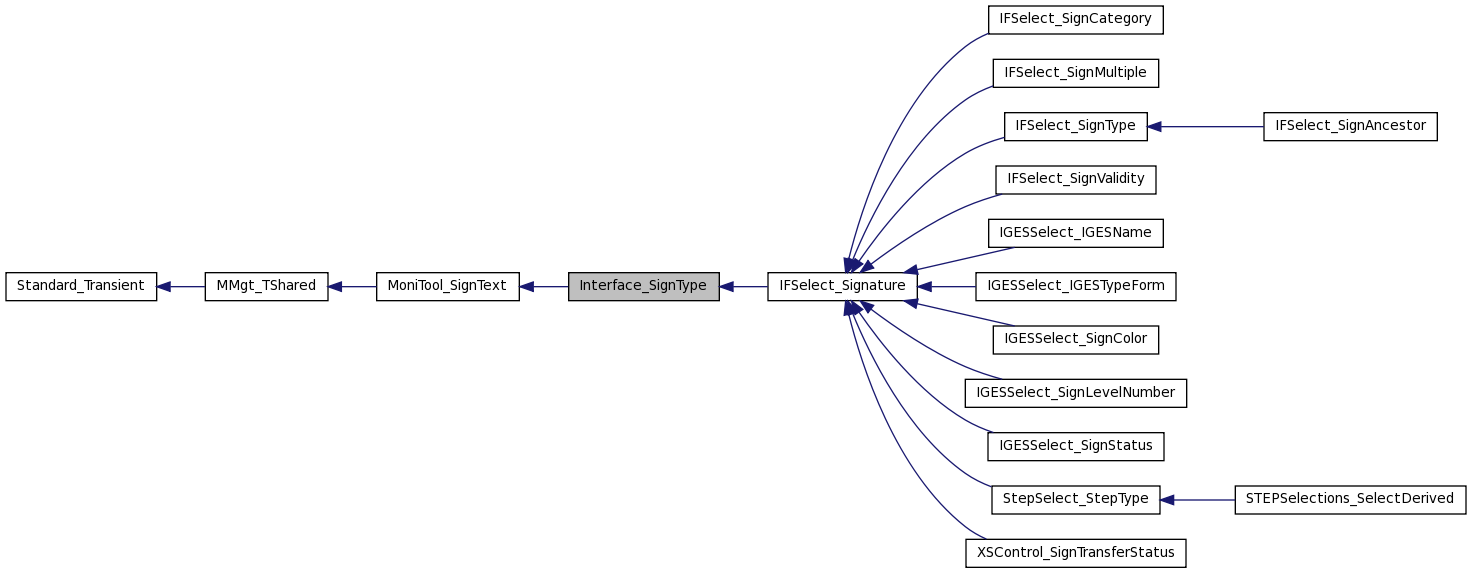 IFSelect_SignCategory
IFSelect_SignMultiple
IFSelect_SignType
IFSelect_SignAncestor
IFSelect_SignValidity
IGESSelect_IGESName
Standard_Transient
MMgt_TShared
MoniTool_SignText
Interface_SignType
IFSelect_Signature
IGESSelect_IGESTypeForm
IGESSelect_SignColor
IGESSelect_SignLevelNumber
IGESSelect_SignStatus
StepSelect_StepType
STEPSelections_SelectDerived
XSControl_SignTransferStatus